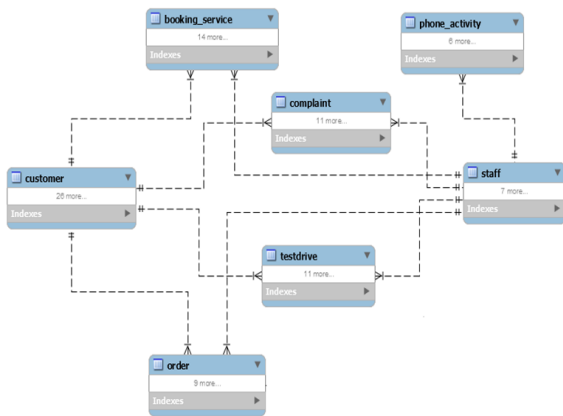 booking_service
14 more...
Indexes
phone_activity
6 more...
Indexes
complaint
11 more...
Indexes
customer
26 more...
Indexes
staff
7 more...
Indexes
testdrive
11 more...
Indexes
order
9 more...
Indexes